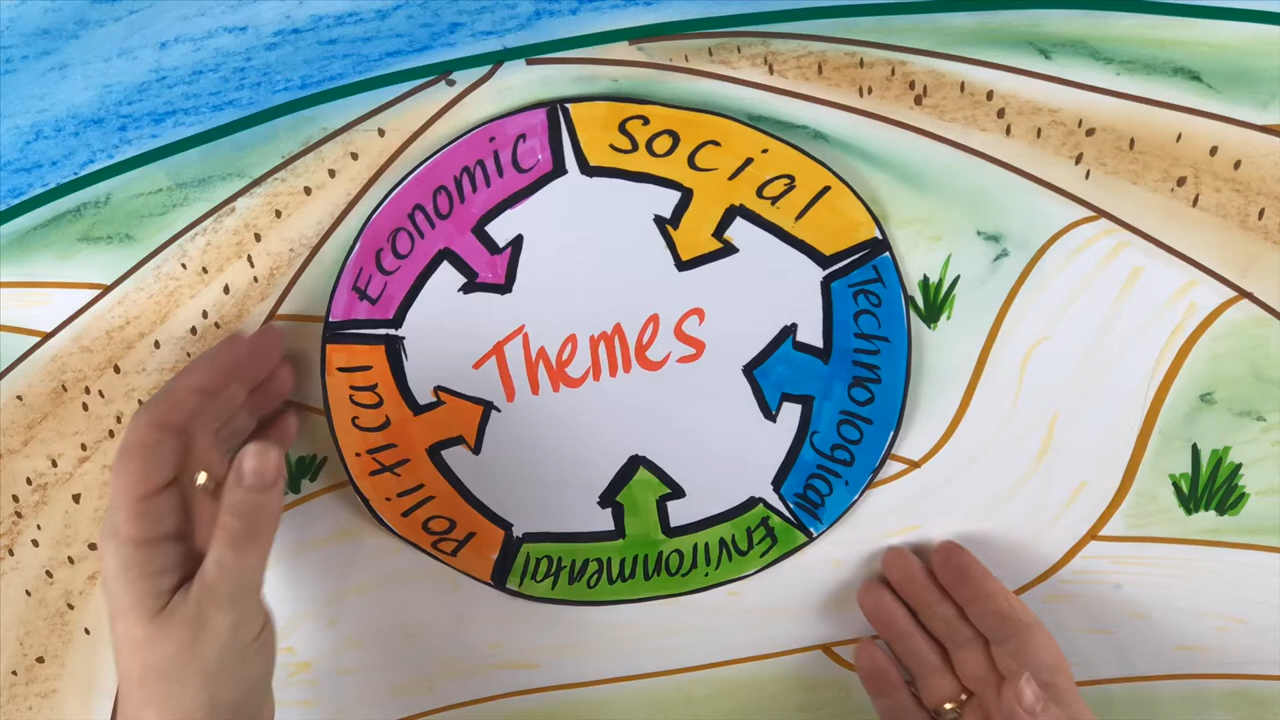 Economic
Social
Technological
Themes
Political
Environmental